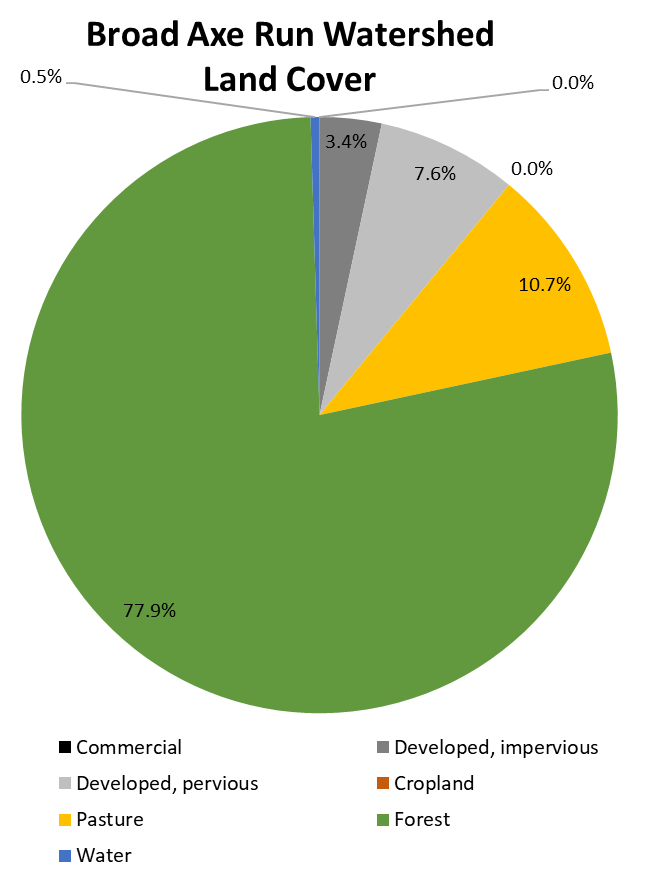 Broad Axe Run Watershed
Land Cover
0.5%
0.0%
3.4%
7.6%
0.0%
10.7%
77.9%
Commercial
Developed, impervious
Developed, pervious
Cropland
Pasture
Forest
Water